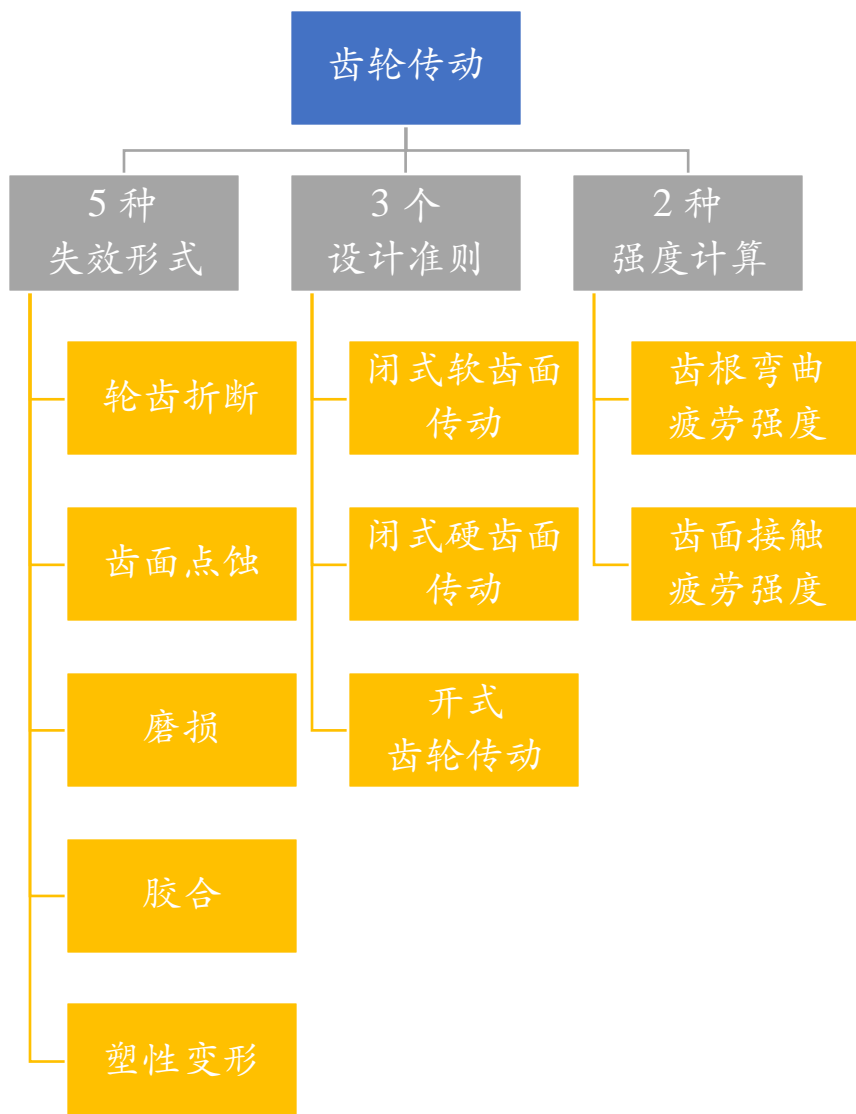 齿轮传动
5 种
失效形式
轮齿折断
齿面点蚀
磨损
胶合
塑性变形
3 个
设计准则
闭式软齿面
传动
闭式硬齿面
传动
开式
齿轮传动
2 种
强度计算
齿根弯曲
疲劳强度
齿面接触
疲劳强度